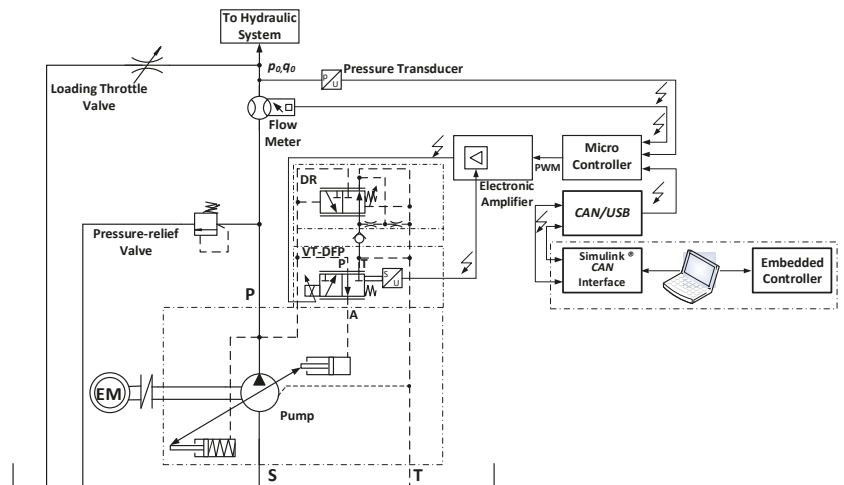 To Hydraulic
System
p₀,q₀
Pressure Transducer
p
U
Loading Throttle
Valve
Flow
Meter
Micro
Controller
PWM
Electronic
Amplifier
DR
CAN/USB
Pressure-relief
Valve
VT-DFP
P
T
S
U
Simulink ®
CAN
Interface
Embedded
Controller
P
A
EM
Pump
S
T